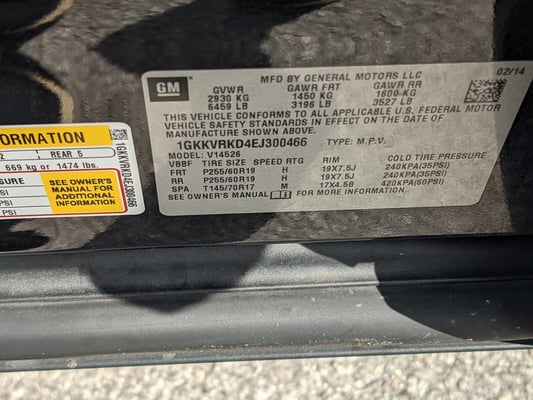 GM
MFD BY GENERAL MOTORS LLC 02/14
GVWR GAWR FRT GAWR RR
2930 KG 1450 KG 1600 KG
6459 LB 3196 LB 3527 LB
THIS VEHICLE CONFORMS TO ALL APPLICABLE U.S. FEDERAL MOTOR
VEHICLE SAFETY STANDARDS IN EFFECT ON THE DATE OF
MANUFACTURE SHOWN ABOVE.
1GKKVRKD4EJ300466 TYPE: M.P.V.
MODEL: V14526
VBBF TIRE SIZE SPEED RTG RIM COLD TIRE PRESSURE
FRT P255/60R19 H 19X7.5J 240KPA(35PSI)
RR P255/60R19 H 19X7.5J 240KPA(35PSI)
SPA T145/70R17 M 17X4.5B 420KPA(60PSI)
SEE OWNER'S MANUAL FOR MORE INFORMATION.
FORMATION
2 REAR 5
669 kg or 1474 lbs.
SURE
SEE OWNER'S
MANUAL FOR
ADDITIONAL
INFORMATION
PSI
PSI
1GKKVRKD4EJ300466